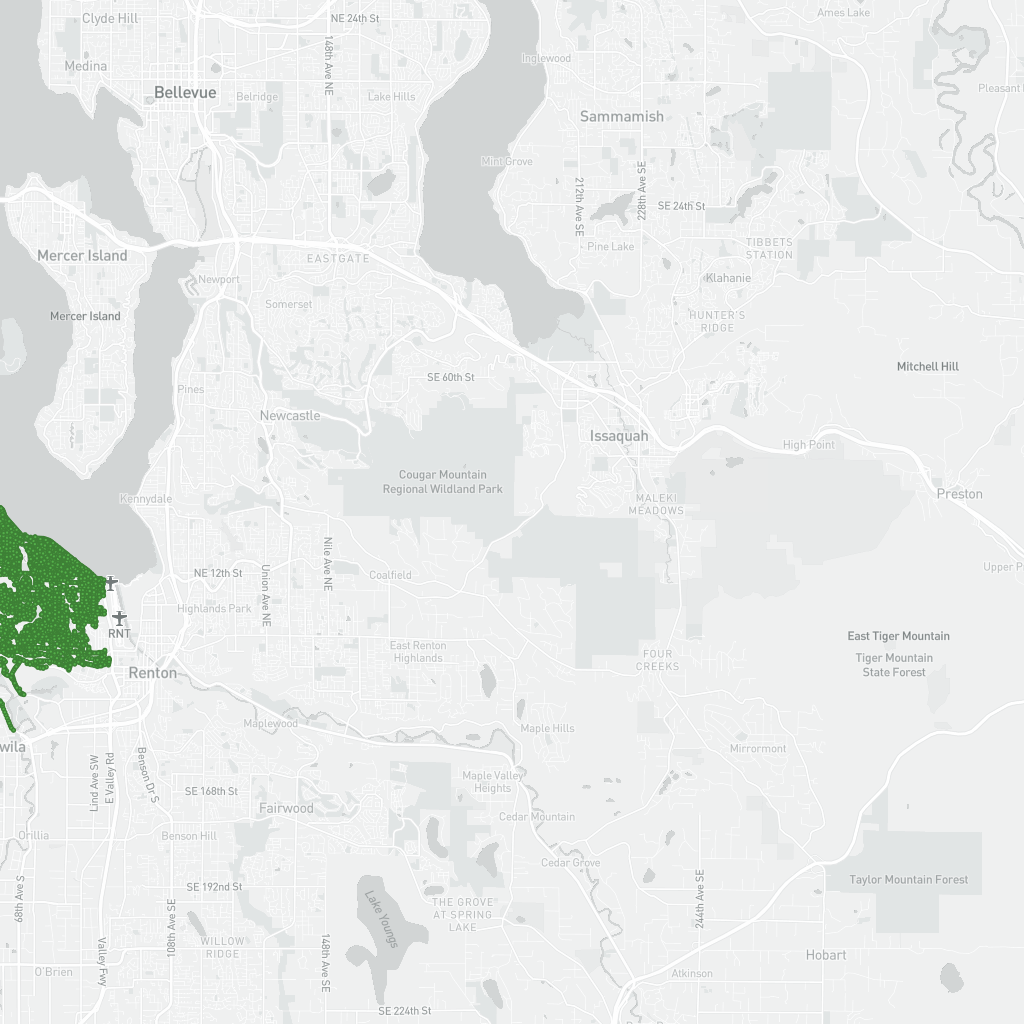 Clyde Hill
NE 24th St
Ames Lake
Medina
148th Ave NE
Inglewood
Bellevue
Belridge
Lake Hills
Sammamish
Mint Grove
212th Ave SE
228th Ave SE
SE 24th St
Mercer Island
EASTGATE
Pine Lake
TIBBETS
STATION
Newport
Klahanie
Somerset
Mercer Island
HUNTER'S
RIDGE
Mitchell Hill
Pines
SE 60th St
Newcastle
Issaquah
High Point
Cougar Mountain
Regional Wildland Park
Kennydale
MALEKI
MEADOWS
Preston
Nile Ave NE
NE 12th St
Coalfield
Union Ave NE
Highlands Park
RNT
East Renton
Highlands
East Tiger Mountain
FOUR
CREEKS
Tiger Mountain
State Forest
Renton
Maplewood
Maple Hills
wila
Mirrormont
Lind Ave SW
E Valley Rd
Benson Dr S
Maple Valley
Heights
SE 168th St
Fairwood
Cedar Mountain
Orillia
Benson Hill
Cedar Grove
68th Ave S
SE 192nd St
Taylor Mountain Forest
108th Ave SE
Lake Youngs
THE GROVE
AT SPRING
LAKE
244th Ave SE
WILLOW
RIDGE
148th Ave SE
Valley Fwy
Hobart
O'Brien
Atkinson
SE 224th St